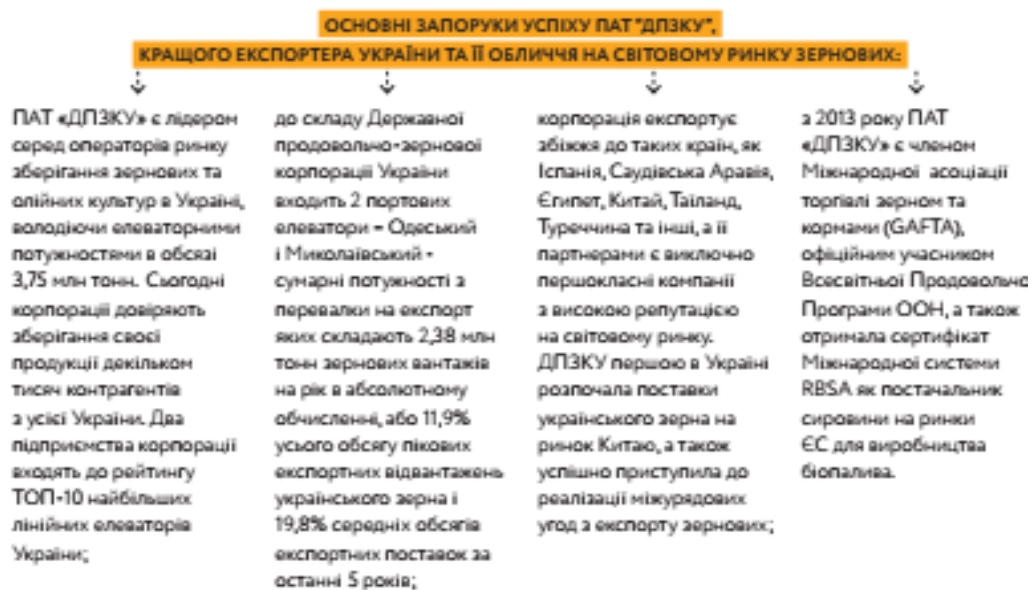 ОСНОВНІ ЗАПОРУКИ УСПІХУ ПАТ "ДПЗКУ",
КРАЩОГО ЕКСПОРТЕРА УКРАЇНИ ТА ЇЇ ОБЛИЧЧЯ НА СВІТОВОМУ РИНКУ ЗЕРНОВИХ:
ПАТ «ДПЗКУ» є лідером
серед операторів ринку
зберігання зернових та
олійних культур в Україні,
володіючи елеваторними
потужностями в обсязі
3,75 млн тонн. Сьогодні
корпорації довіряють
зберігання своєї
продукції декільком
тисяч контрагентів
з усієї України. Два
підприємства корпорації
входять до рейтингу
ТОП-10 найбільших
лінійних елеваторів
України;
до складу Державної
продовольчо-зернової
корпорації України
входить 2 портових
елеватори – Одеський
і Миколаївський -
сумарні потужності з
перевалки на експорт
яких складають 2,38 млн
тонн зернових вантажів
на рік в абсолютному
обчисленні, або 11,9%
усього обсягу пікових
експортних відвантажень
українського зерна і
19,8% середніх обсягів
експортних поставок за
останні 5 років;
корпорація експортує
збіжжя до таких країн, як
Іспанія, Саудівська Аравія,
Єгипет, Китай, Таїланд,
Туреччина та інші, а її
партнерами є виключно
першокласні компанії
з високою репутацією
на світовому ринку.
ДПЗКУ першою в Україні
розпочала поставки
українського зерна на
ринок Китаю, а також
успішно приступила до
реалізації міжурядових
угод з експорту зернових;
з 2013 року ПАТ
«ДПЗКУ» є членом
Міжнародної асоціації
торгівлі зерном та
кормами (GAFTA),
офіційним учасником
Всесвітньої Продовольчо
Програми ООН, а також
отримала сертифікат
Міжнародної системи
RBSA як постачальник
сировини на ринки
ЄС для виробництва
біопалива.